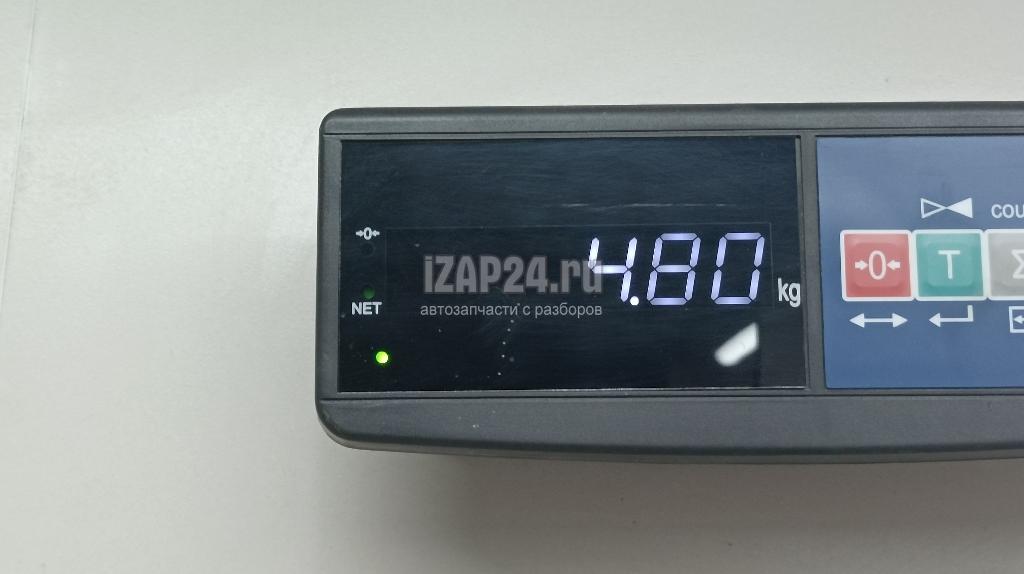 →0←
iZAP24.ru
4.80
kg
NET
автозапчасти с разборов
cou
→0←
T
Σ